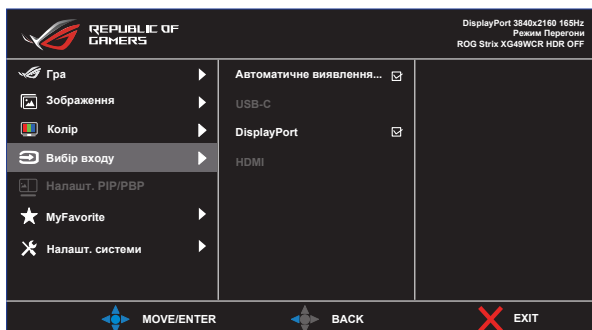 REPUBLIC OF
GAMERS
DisplayPort 3840x2160 165Hz
Режим Перегони
ROG Strix XG49WCR HDR OFF
Гра
Зображення
Колір
Вибір входу
Налашт. PIP/PBP
MyFavorite
Налашт. системи
Автоматичне виявлення...
USB-C
DisplayPort
HDMI
MOVE/ENTER
BACK
EXIT